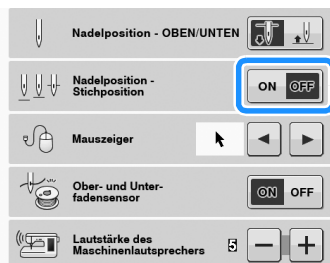 Nadelposition - OBEN/UNTEN
Nadelposition -
Stichposition
ON OFF
Mauszeiger
Ober- und Unter-
fadensensor
ON OFF
Lautstärke des
Maschinenlautsprechers
5